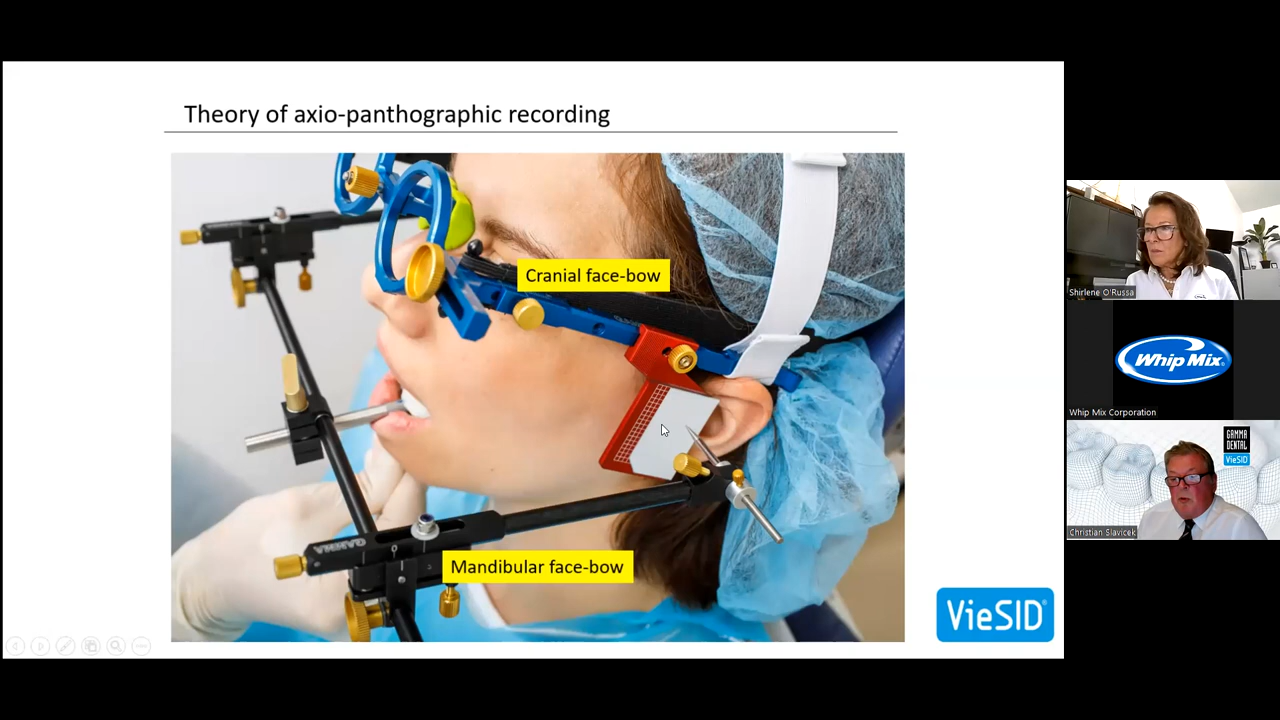 Theory of axio-panthographic recording
Cranial face-bow
GAMMA
Mandibular face-bow
VieSID
Shirlene O'Russa
Whip Mix
Whip Mix Corporation
GAMMA
DENTAL
VieSID
Christian Slavicek